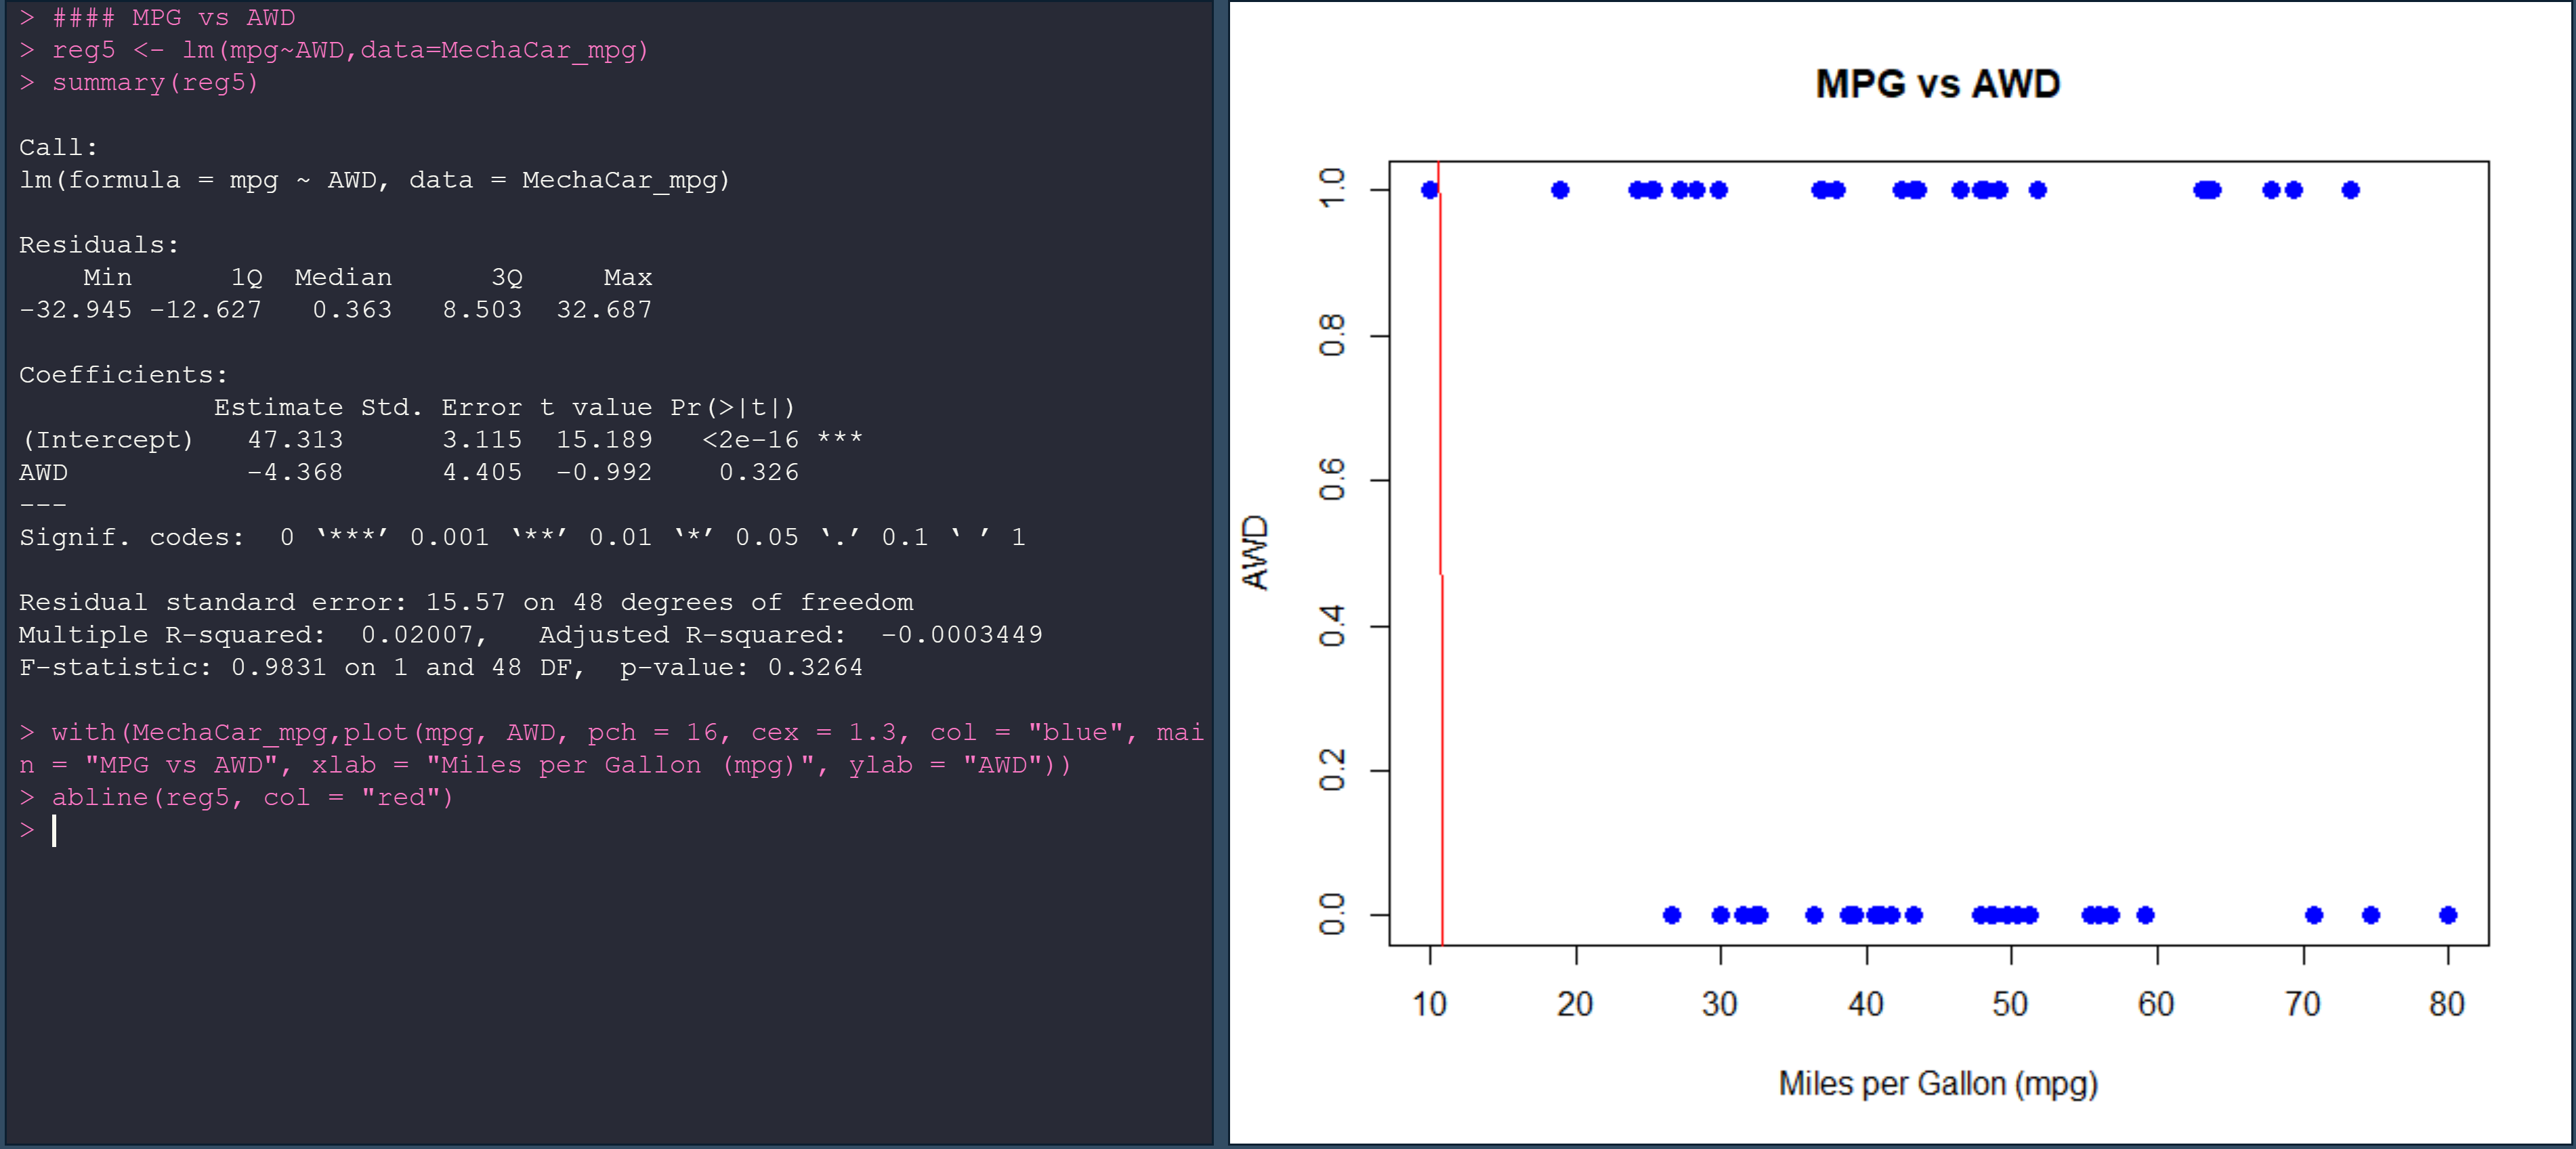 > #### MPG vs AWD
> reg5 <- lm(mpg~AWD,data=MechaCar_mpg)
> summary(reg5)
Call:
lm(formula = mpg ~ AWD, data = MechaCar_mpg)
Residuals:
    Min      1Q  Median      3Q     Max
-32.945 -12.627   0.363   8.503  32.687
Coefficients:
            Estimate Std. Error t value Pr(>|t|)
(Intercept)   47.313      3.115  15.189   <2e-16 ***
AWD           -4.368      4.405  -0.992    0.326
---
Signif. codes:  0 ‘***’ 0.001 ‘**’ 0.01 ‘*’ 0.05 ‘.’ 0.1 ‘ ’ 1
Residual standard error: 15.57 on 48 degrees of freedom
Multiple R-squared:  0.02007,   Adjusted R-squared:  -0.0003449
F-statistic: 0.9831 on 1 and 48 DF,  p-value: 0.3264
> with(MechaCar_mpg,plot(mpg, AWD, pch = 16, cex = 1.3, col = "blue", mai
n = "MPG vs AWD", xlab = "Miles per Gallon (mpg)", ylab = "AWD"))
> abline(reg5, col = "red")
>
MPG vs AWD
AWD
1.0
0.8
0.6
0.4
0.2
0.0
10 20 30 40 50 60 70 80
Miles per Gallon (mpg)